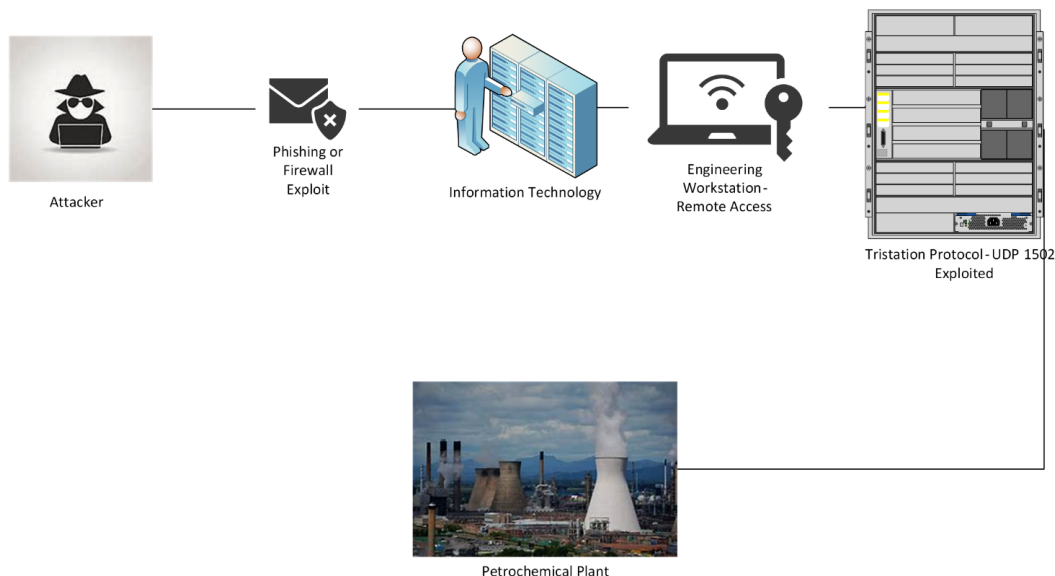 Attacker
Phishing or
Firewall
Exploit
Information Technology
Engineering
Workstation-
Remote Access
Tristation Protocol-UDP 1502
Exploited
Petrochemical Plant